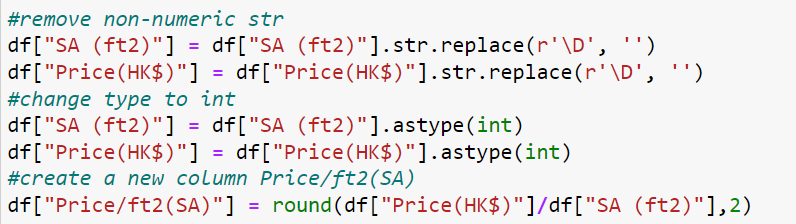 #remove non-numeric str
df["SA (ft2)"] = df["SA (ft2)"].str.replace(r'\D', '')
df["Price(HK$)"] = df["Price(HK$)"].str.replace(r'\D', '')
#change type to int
df["SA (ft2)"] = df["SA (ft2)"].astype(int)
df["Price(HK$)"] = df["Price(HK$)"].astype(int)
#create a new column Price/ft2(SA)
df["Price/ft2(SA)"] = round(df["Price(HK$)"]/df["SA (ft2)"],2)